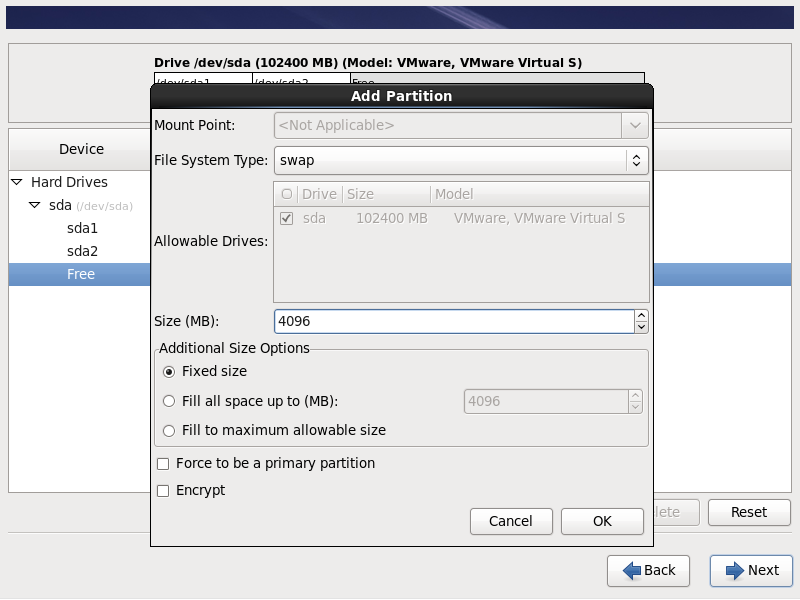 Drive /dev/sda (102400 MB) (Model: VMware, VMware Virtual S)
/dev/sda1 /dev/sda2 Free
Add Partition
Mount Point: <Not Applicable>
File System Type: swap
Drive Size Model
sda 102400 MB VMware, VMware Virtual S
Allowable Drives:
Size (MB): 4096
Additional Size Options
Fixed size
Fill all space up to (MB): 4096
Fill to maximum allowable size
Force to be a primary partition
Encrypt
Cancel OK
Device
Hard Drives
sda (/dev/sda)
sda1
sda2
Free
Reset
Back Next